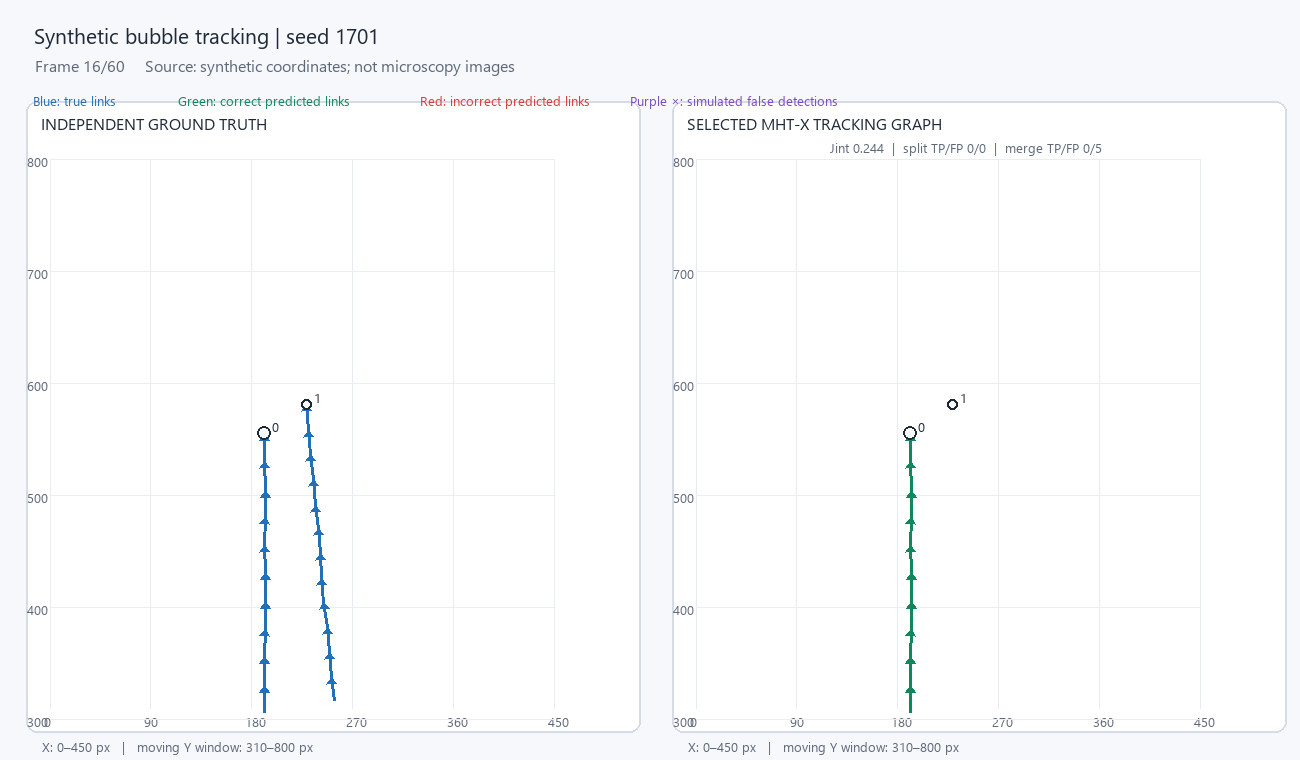 Synthetic bubble tracking | seed 1701
Frame 16/60 Source: synthetic coordinates; not microscopy images
Blue: true links Green: correct predicted links Red: incorrect predicted links Purple ×: simulated false detections
INDEPENDENT GROUND TRUTH
800
700
600
500
400
300
0 90 180 270 360 450
1
0
X: 0–450 px | moving Y window: 310–800 px
SELECTED MHT-X TRACKING GRAPH
Jint 0.244 | split TP/FP 0/0 | merge TP/FP 0/5
800
700
600
500
400
300
0 90 180 270 360 450
1
0
X: 0–450 px | moving Y window: 310–800 px